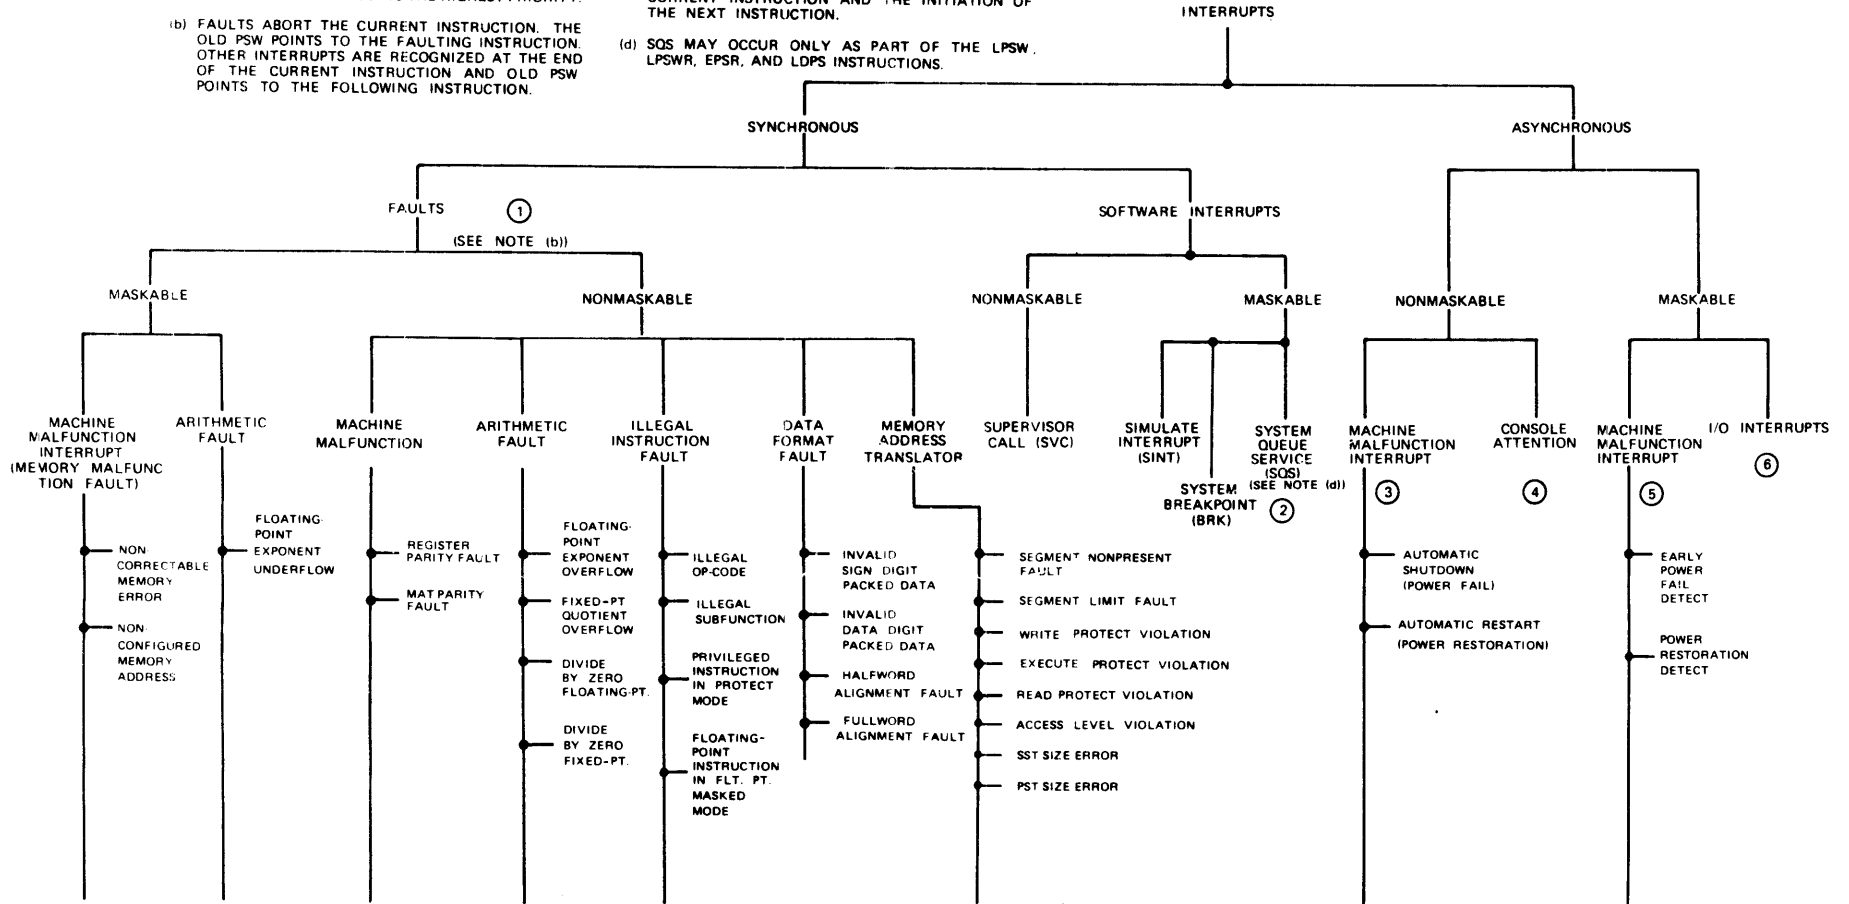 HIGHEST PRIORITY.
(b) FAULTS ABORT THE CURRENT INSTRUCTION. THE
OLD PSW POINTS TO THE FAULTING INSTRUCTION.
OTHER INTERRUPTS ARE RECOGNIZED AT THE END
OF THE CURRENT INSTRUCTION AND OLD PSW
POINTS TO THE FOLLOWING INSTRUCTION.
CURRENT INSTRUCTION AND THE INITIATION OF
THE NEXT INSTRUCTION.
(d) SQS MAY OCCUR ONLY AS PART OF THE LPSW,
LPSWR, EPSR, AND LDPS INSTRUCTIONS.
INTERRUPTS
SYNCHRONOUS
ASYNCHRONOUS
FAULTS
1
(SEE NOTE (b))
SOFTWARE INTERRUPTS
MASKABLE
NONMASKABLE
NONMASKABLE
MASKABLE
NONMASKABLE
MASKABLE
MACHINE
MALFUNCTION
INTERRUPT
(MEMORY MALFUNC
TION FAULT)
ARITHMETIC
FAULT
MACHINE
MALFUNCTION
ARITHMETIC
FAULT
ILLEGAL
INSTRUCTION
FAULT
DATA
FORMAT
FAULT
MEMORY
ADDRESS
TRANSLATOR
SUPERVISOR
CALL (SVC)
SIMULATE
INTERRUPT
(SINT)
SYSTEM
BREAKPOINT
(BRK)
SYSTEM
QUEUE
SERVICE
(SQS)
(SEE NOTE (d))
2
MACHINE
MALFUNCTION
INTERRUPT
3
CONSOLE
ATTENTION
4
MACHINE
MALFUNCTION
INTERRUPT
5
I/O INTERRUPTS
6
NON-
CORRECTABLE
MEMORY
ERROR
NON-
CONFIGURED
MEMORY
ADDRESS
FLOATING-
POINT
EXPONENT
UNDERFLOW
REGISTER
PARITY FAULT
MAT PARITY
FAULT
FLOATING-
POINT
EXPONENT
OVERFLOW
FIXED-PT
QUOTIENT
OVERFLOW
DIVIDE
BY ZERO
FLOATING-PT.
DIVIDE
BY ZERO
FIXED-PT.
ILLEGAL
OP-CODE
ILLEGAL
SUBFUNCTION
PRIVILEGED
INSTRUCTION
IN PROTECT
MODE
FLOATING-
POINT
INSTRUCTION
IN FLT. PT.
MASKED
MODE
INVALID
SIGN DIGIT
PACKED DATA
INVALID
DATA DIGIT
PACKED DATA
HALFWORD
ALIGNMENT FAULT
FULLWORD
ALIGNMENT FAULT
SEGMENT NONPRESENT
FAULT
SEGMENT LIMIT FAULT
WRITE PROTECT VIOLATION
EXECUTE PROTECT VIOLATION
READ PROTECT VIOLATION
ACCESS LEVEL VIOLATION
SST SIZE ERROR
PST SIZE ERROR
AUTOMATIC
SHUTDOWN
(POWER FAIL)
AUTOMATIC RESTART
(POWER RESTORATION)
EARLY
POWER
FAIL
DETECT
POWER
RESTORATION
DETECT